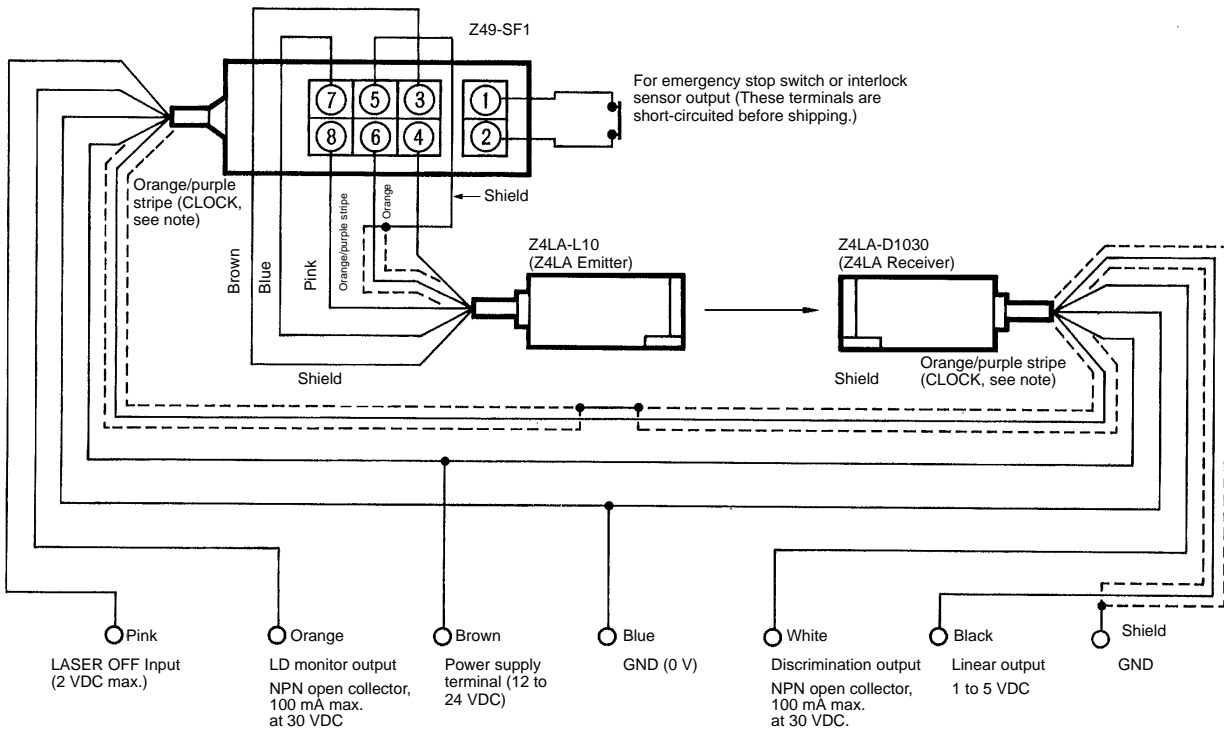 Z49-SF1
For emergency stop switch or interlock
sensor output (These terminals are
short-circuited before shipping.)
7 5 3 1
8 6 4 2
Orange/purple
stripe (CLOCK,
see note)
Brown
Blue
Pink
Orange/purple stripe
Orange
Shield
Z4LA-L10
(Z4LA Emitter)
Z4LA-D1030
(Z4LA Receiver)
Shield
Shield
Orange/purple stripe
(CLOCK, see note)
Pink
LASER OFF Input
(2 VDC max.)
Orange
LD monitor output
NPN open collector,
100 mA max.
at 30 VDC
Brown
Power supply
terminal (12 to
24 VDC)
Blue
GND (0 V)
White
Discrimination output
NPN open collector,
100 mA max.
at 30 VDC.
Black
Linear output
1 to 5 VDC
Shield
GND